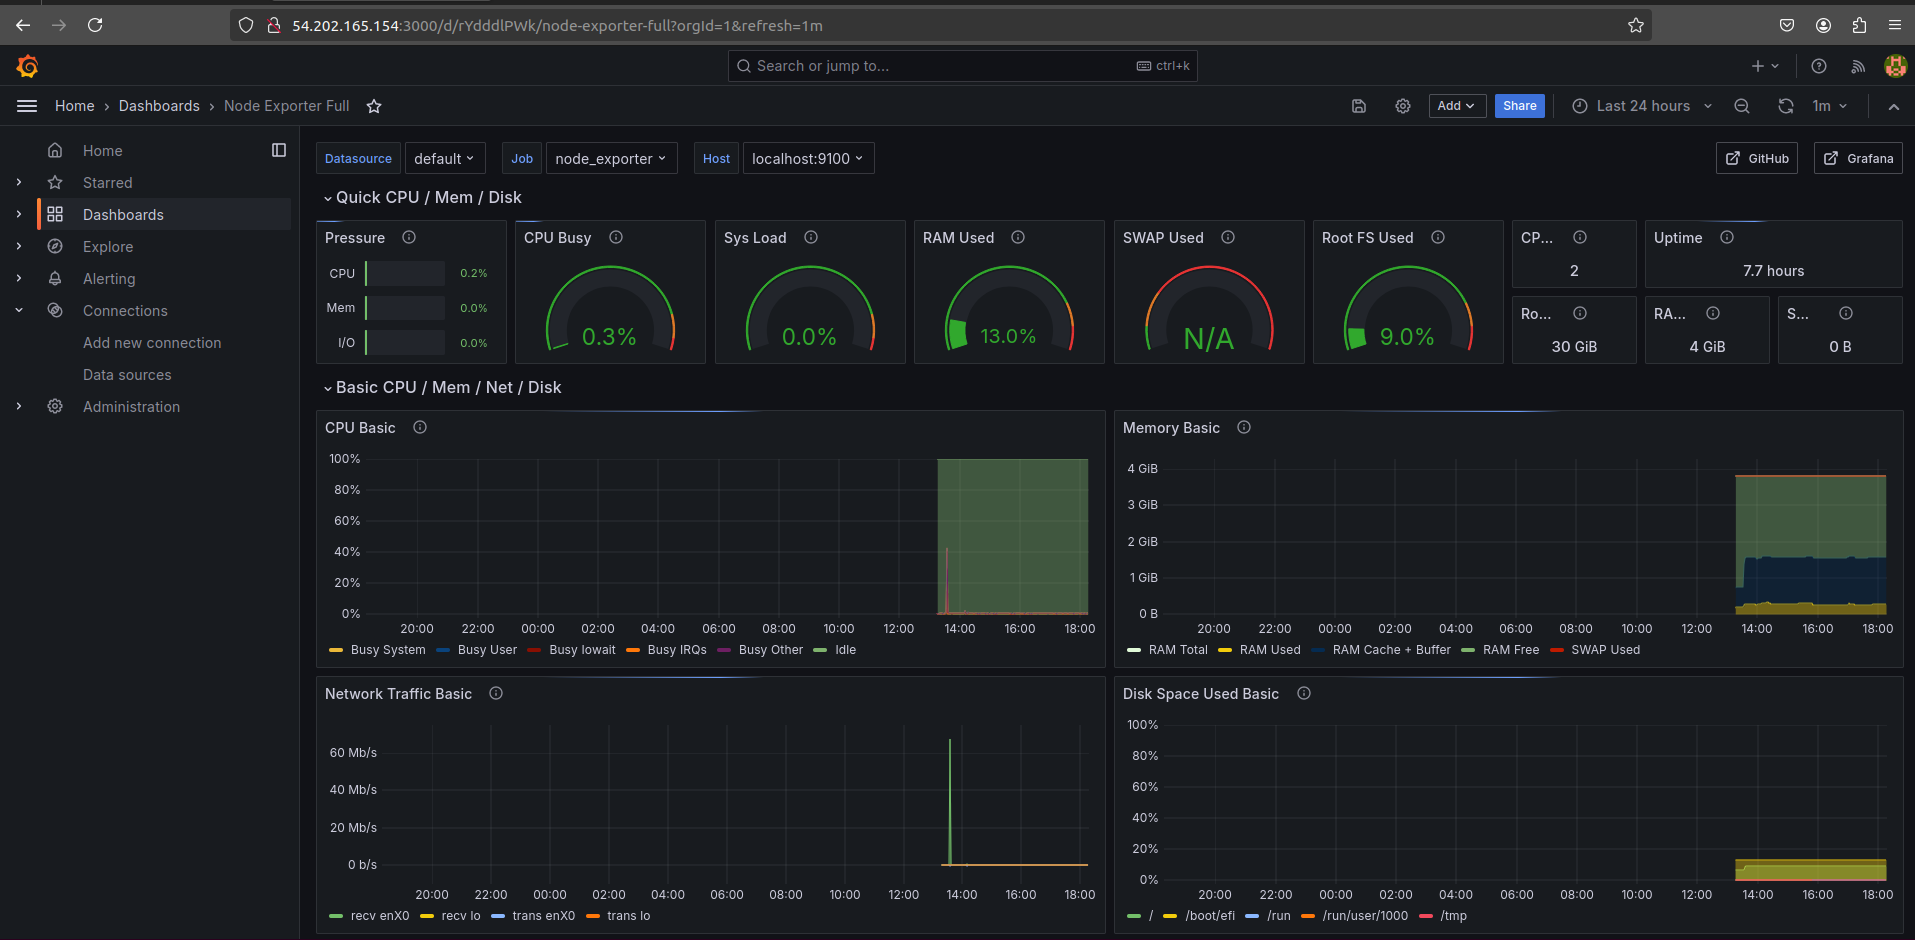 54.202.165.154:3000/d/rYdddlPWk/node-exporter-full?orgId=1&refresh=1m
Search or jump to... ctrl+k
Home › Dashboards › Node Exporter Full Add Share Last 24 hours 1m
Home
Starred
Dashboards
Explore
Alerting
Connections
Add new connection
Data sources
Administration
Datasource default Job node_exporter Host localhost:9100 GitHub Grafana
Quick CPU / Mem / Disk
Pressure
CPU 0.2%
Mem 0.0%
I/O 0.0%
CPU Busy
0.3%
Sys Load
0.0%
RAM Used
13.0%
SWAP Used
N/A
Root FS Used
9.0%
CP...
2
Uptime
7.7 hours
Ro...
30 GiB
RA...
4 GiB
S...
0 B
Basic CPU / Mem / Net / Disk
CPU Basic
100%
80%
60%
40%
20%
0%
20:00 22:00 00:00 02:00 04:00 06:00 08:00 10:00 12:00 14:00 16:00 18:00
Busy System Busy User Busy Iowait Busy IRQs Busy Other Idle
Memory Basic
4 GiB
3 GiB
2 GiB
1 GiB
0 B
20:00 22:00 00:00 02:00 04:00 06:00 08:00 10:00 12:00 14:00 16:00 18:00
RAM Total RAM Used RAM Cache + Buffer RAM Free SWAP Used
Network Traffic Basic
60 Mb/s
40 Mb/s
20 Mb/s
0 b/s
20:00 22:00 00:00 02:00 04:00 06:00 08:00 10:00 12:00 14:00 16:00 18:00
recv enX0 recv lo trans enX0 trans lo
Disk Space Used Basic
100%
80%
60%
40%
20%
0%
20:00 22:00 00:00 02:00 04:00 06:00 08:00 10:00 12:00 14:00 16:00 18:00
/ /boot/efi /run /run/user/1000 /tmp